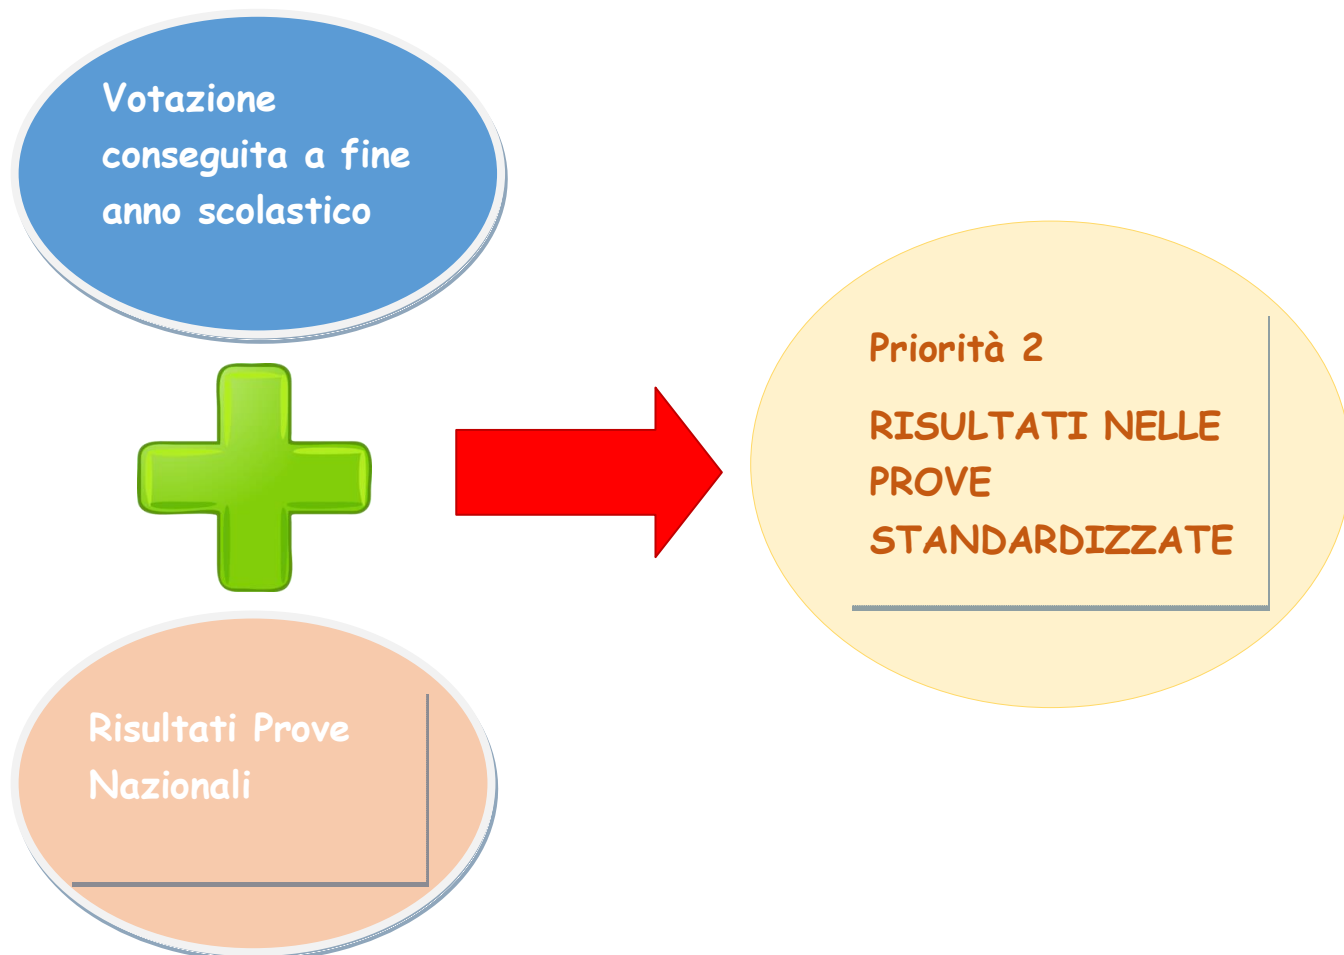 Votazione
conseguita a fine
anno scolastico
Priorità 2
RISULTATI NELLE
PROVE
STANDARDIZZATE
Risultati Prove
Nazionali